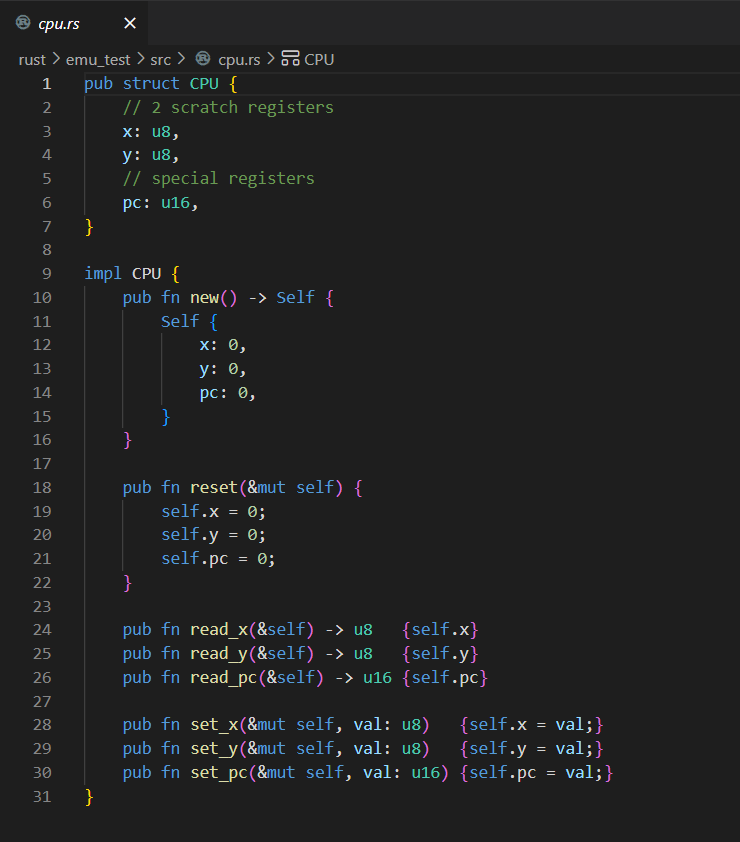 cpu.rs
rust > emu_test > src > cpu.rs > CPU
1 pub struct CPU {
2     // 2 scratch registers
3     x: u8,
4     y: u8,
5     // special registers
6     pc: u16,
7 }
8
9 impl CPU {
10     pub fn new() -> Self {
11         Self {
12             x: 0,
13             y: 0,
14             pc: 0,
15         }
16     }
17
18     pub fn reset(&mut self) {
19         self.x = 0;
20         self.y = 0;
21         self.pc = 0;
22     }
23
24     pub fn read_x(&self) -> u8   {self.x}
25     pub fn read_y(&self) -> u8   {self.y}
26     pub fn read_pc(&self) -> u16 {self.pc}
27
28     pub fn set_x(&mut self, val: u8)   {self.x = val;}
29     pub fn set_y(&mut self, val: u8)   {self.y = val;}
30     pub fn set_pc(&mut self, val: u16) {self.pc = val;}
31 }